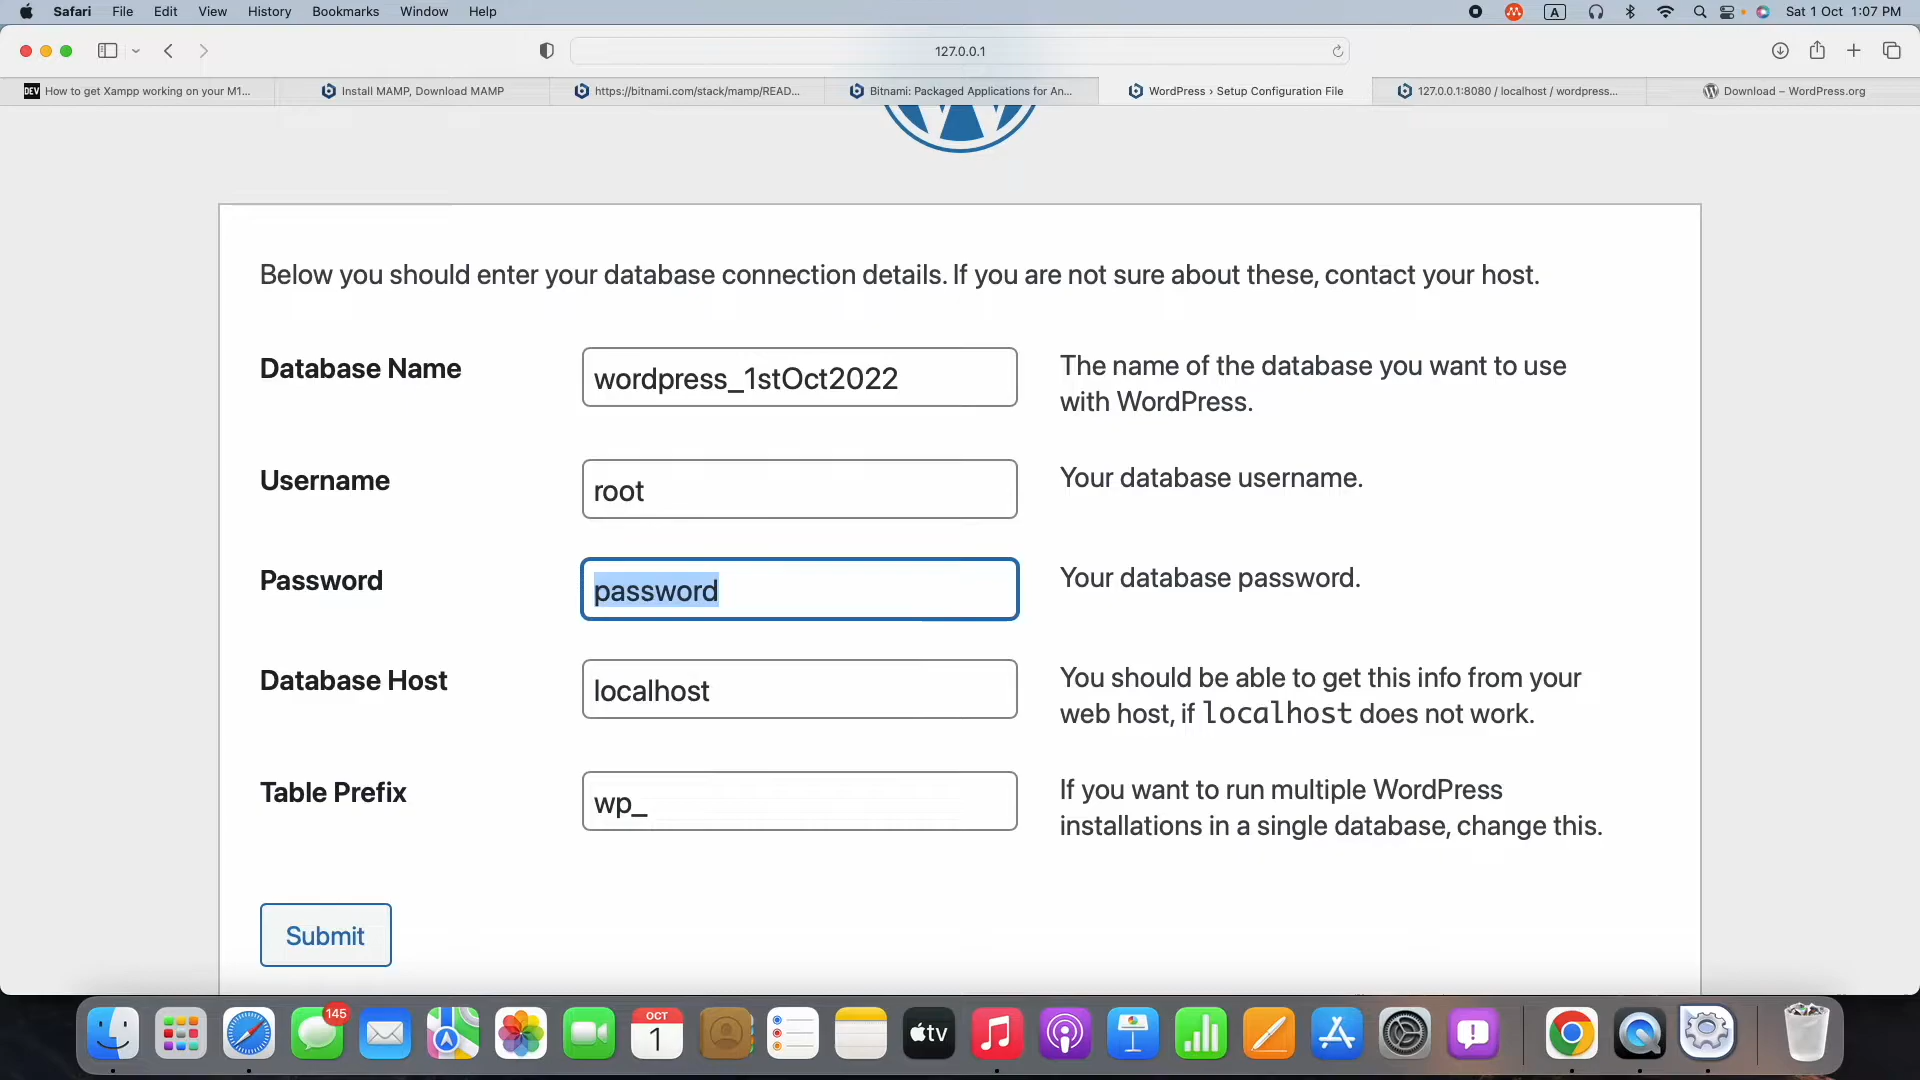 Safari File Edit View History Bookmarks Window Help
A
Sat 1 Oct 1:07 PM
127.0.0.1
DEV How to get Xampp working on your M1...
Install MAMP, Download MAMP
https://bitnami.com/stack/mamp/READ...
Bitnami: Packaged Applications for An...
WordPress › Setup Configuration File
127.0.0.1:8080 / localhost / wordpress...
Download – WordPress.org
Below you should enter your database connection details. If you are not sure about these, contact your host.
Database Name
wordpress_1stOct2022
The name of the database you want to use
with WordPress.
Username
root
Your database username.
Password
password
Your database password.
Database Host
localhost
You should be able to get this info from your
web host, if localhost does not work.
Table Prefix
wp_
If you want to run multiple WordPress
installations in a single database, change this.
Submit
145
OCT
1
tv